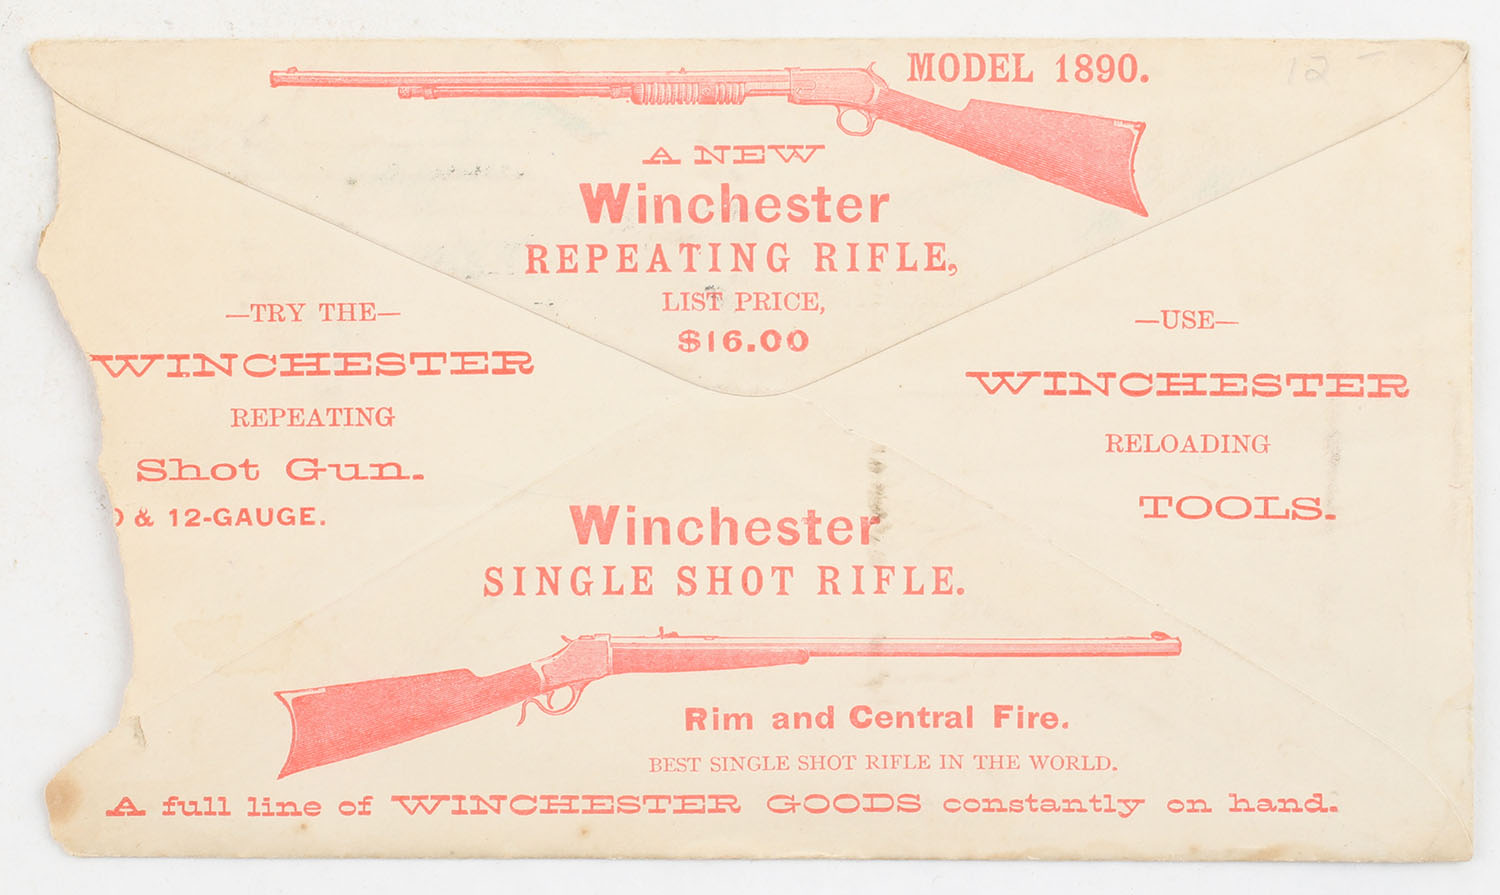 MODEL 1890.
12 -
A NEW
Winchester
REPEATING RIFLE,
LIST PRICE,
$16.00
—TRY THE—
WINCHESTER
REPEATING
Shot Gun.
& 12-GAUGE.
—USE—
WINCHESTER
RELOADING
TOOLS.
Winchester
SINGLE SHOT RIFLE.
Rim and Central Fire.
BEST SINGLE SHOT RIFLE IN THE WORLD.
A full line of WINCHESTER GOODS constantly on hand.